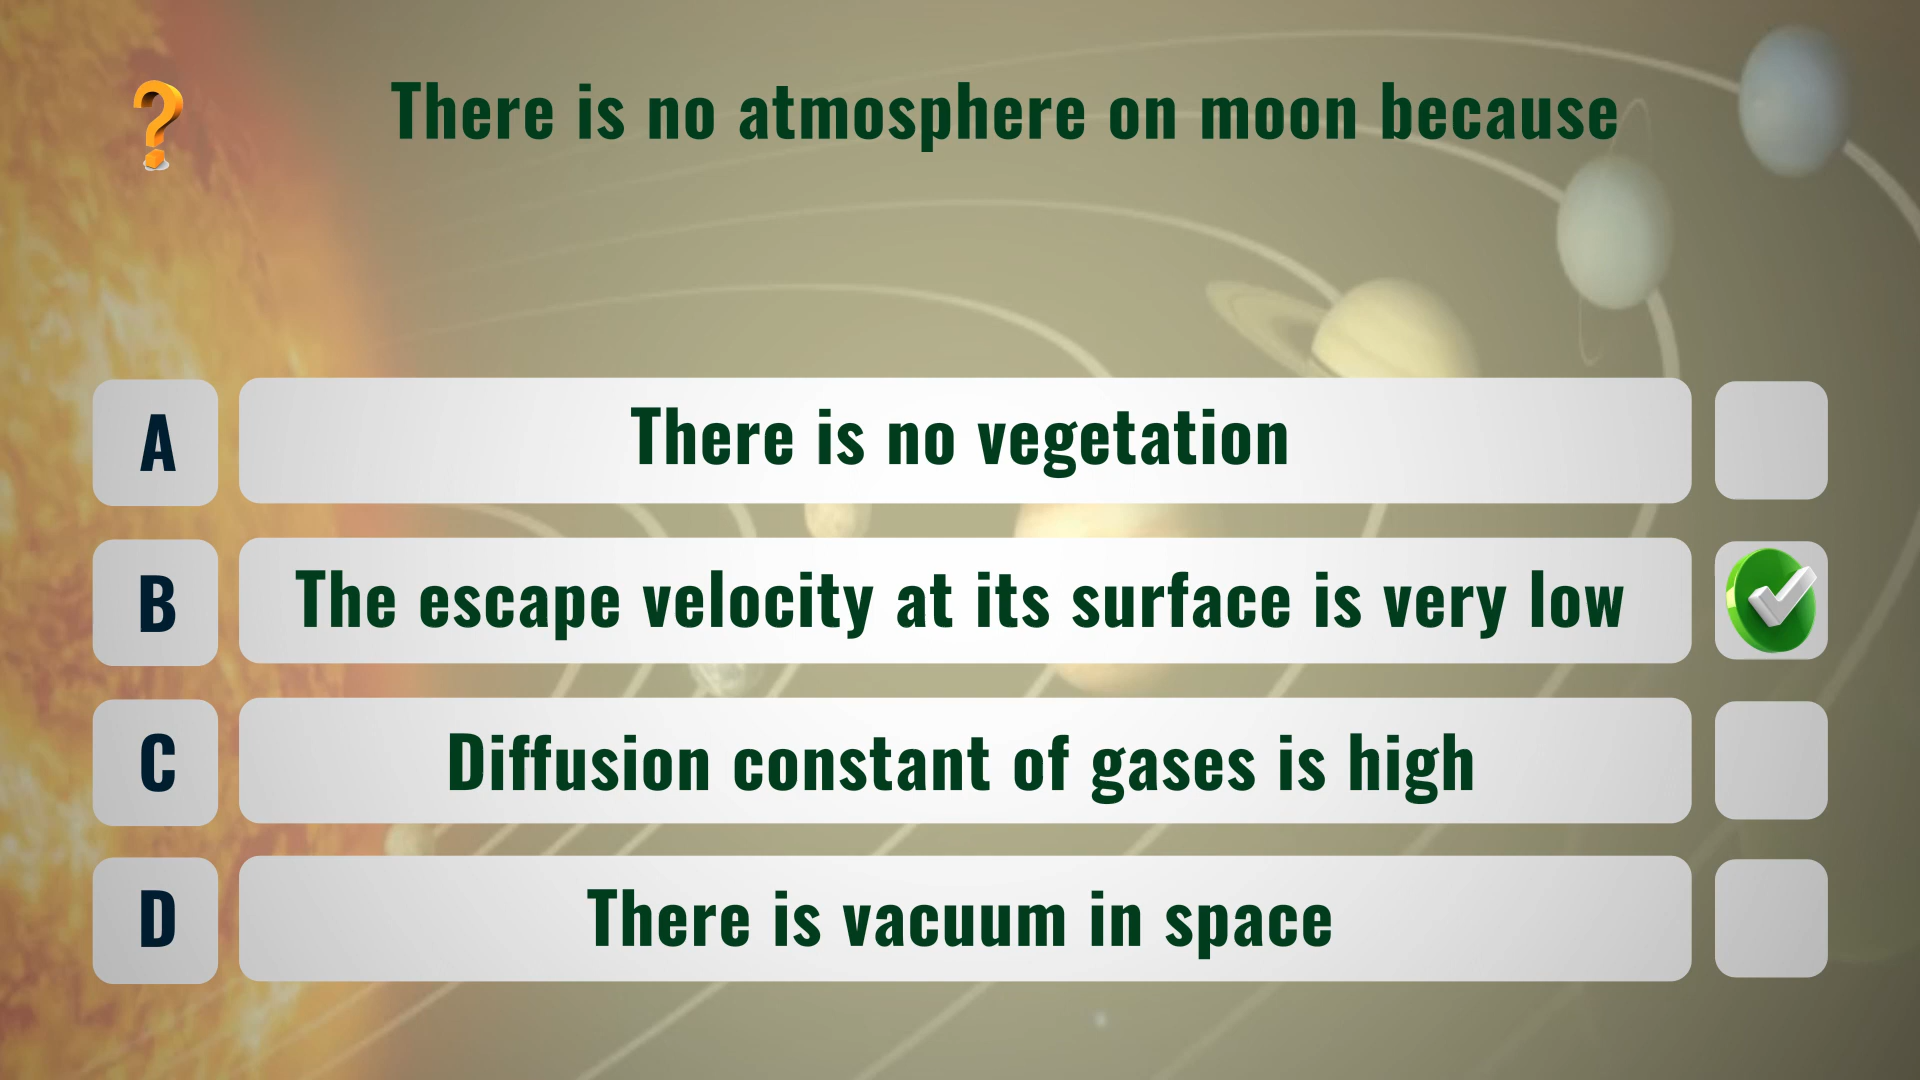 ? There is no atmosphere on moon because
A There is no vegetation
B The escape velocity at its surface is very low
C Diffusion constant of gases is high
D There is vacuum in space